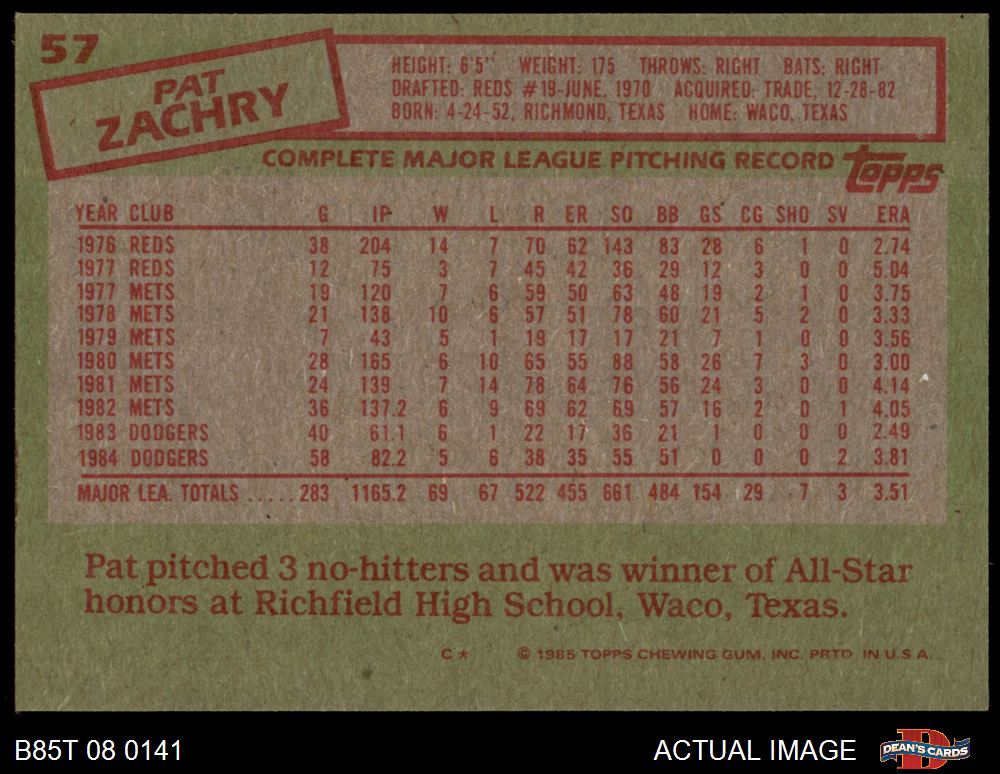 57
PAT
ZACHRY
HEIGHT: 6'5" WEIGHT: 175 THROWS: RIGHT BATS: RIGHT
DRAFTED: REDS #19-JUNE, 1970 ACQUIRED: TRADE, 12-28-82
BORN: 4-24-52, RICHMOND, TEXAS HOME: WACO, TEXAS
COMPLETE MAJOR LEAGUE PITCHING RECORD topps
YEAR CLUB G IP W L R ER SO BB GS CG SHO SV ERA
1976 REDS 38 204 14 7 70 62 143 83 28 6 1 0 2.74
1977 REDS 12 75 3 7 45 42 36 29 12 3 0 0 5.04
1977 METS 19 120 7 6 59 50 63 48 19 2 1 0 3.75
1978 METS 21 138 10 6 57 51 78 60 21 5 2 0 3.33
1979 METS 7 43 5 1 19 17 17 21 7 1 0 0 3.56
1980 METS 28 165 6 10 65 55 88 58 26 7 3 0 3.00
1981 METS 24 139 7 14 78 64 76 56 24 3 0 0 4.14
1982 METS 36 137.2 6 9 69 62 69 57 16 2 0 1 4.05
1983 DODGERS 40 61.1 6 1 22 17 36 21 1 0 0 0 2.49
1984 DODGERS 58 82.2 5 6 38 35 55 51 0 0 0 2 3.81
MAJOR LEA. TOTALS ..... 283 1165.2 69 67 522 455 661 484 154 29 7 3 3.51
Pat pitched 3 no-hitters and was winner of All-Star
honors at Richfield High School, Waco, Texas.
C* © 1985 TOPPS CHEWING GUM, INC. PRTD. IN U.S.A.
B85T 08 0141 ACTUAL IMAGE DEAN'S CARDS